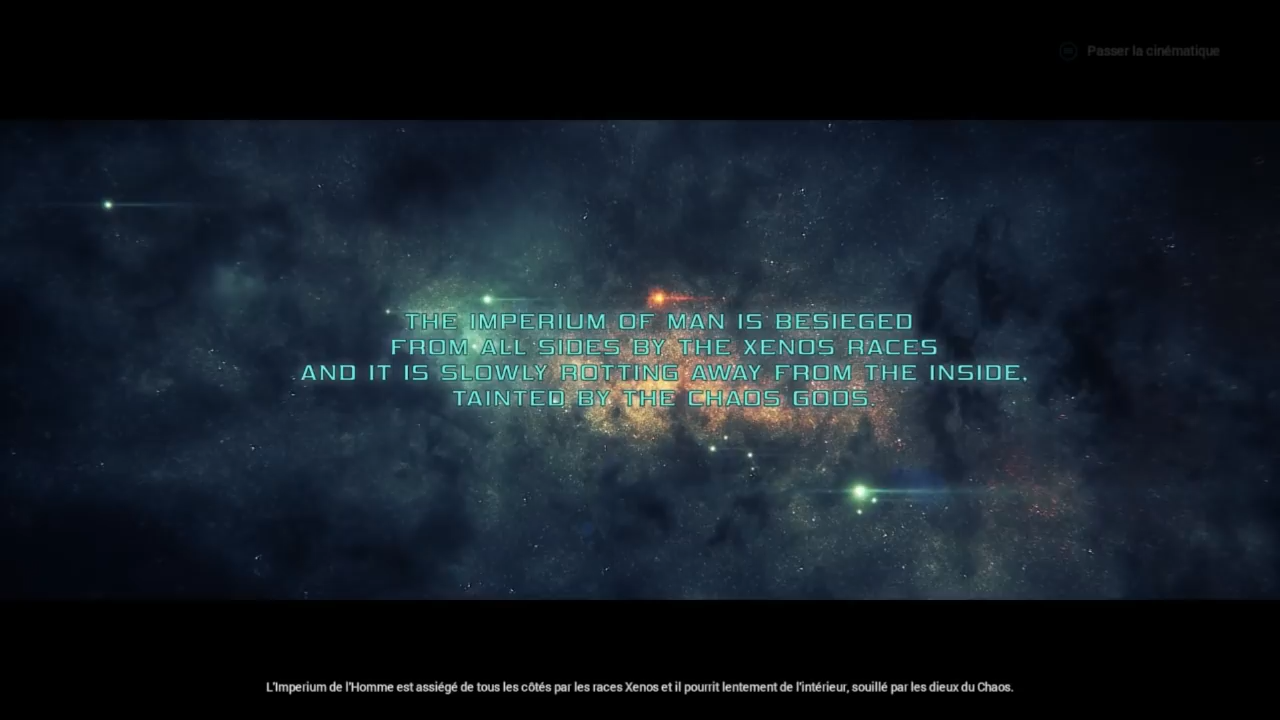 Passer la cinématique
THE IMPERIUM OF MAN IS BESIEGED
FROM ALL SIDES BY THE XENOS RACES
AND IT IS SLOWLY ROTTING AWAY FROM THE INSIDE,
TAINTED BY THE CHAOS GODS.
L'Imperium de l'Homme est assiégé de tous les côtés par les races Xenos et il pourrit lentement de l'intérieur, souillé par les dieux du Chaos.